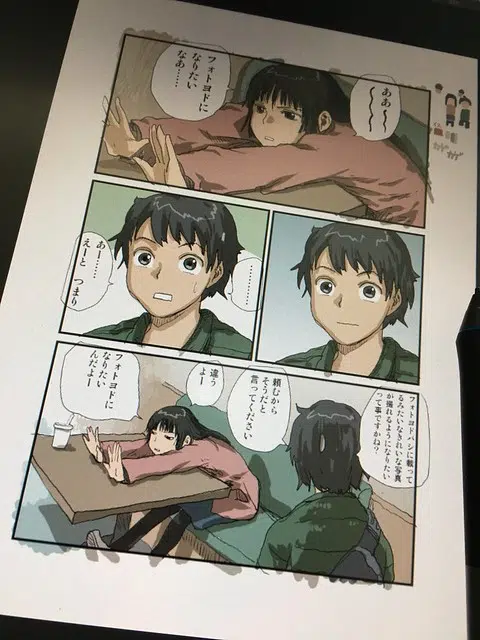 ああ〜〜
フォトヨドに
なりたい
なあ……
………
あー……
えーと つまり
フォトヨドバシに載って
るみたいなきれいな写真
が撮れるようになりたい
って事ですかね?
頼むから
そうだと
言ってください
違う
よー
フォトヨドに
なりたい
んだよー